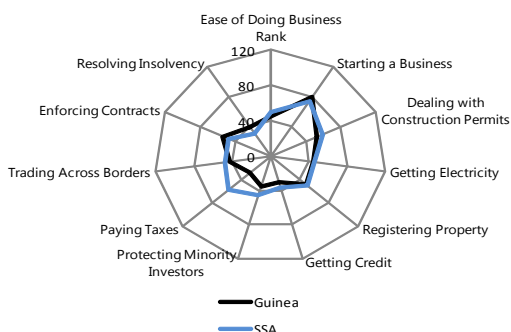 Ease of Doing Business
Rank
120
80
40
0
Starting a Business
Dealing with
Construction Permits
Getting Electricity
Registering Property
Getting Credit
Protecting Minority
Investors
Paying Taxes
Trading Across Borders
Enforcing Contracts
Resolving Insolvency
Guinea
SSA